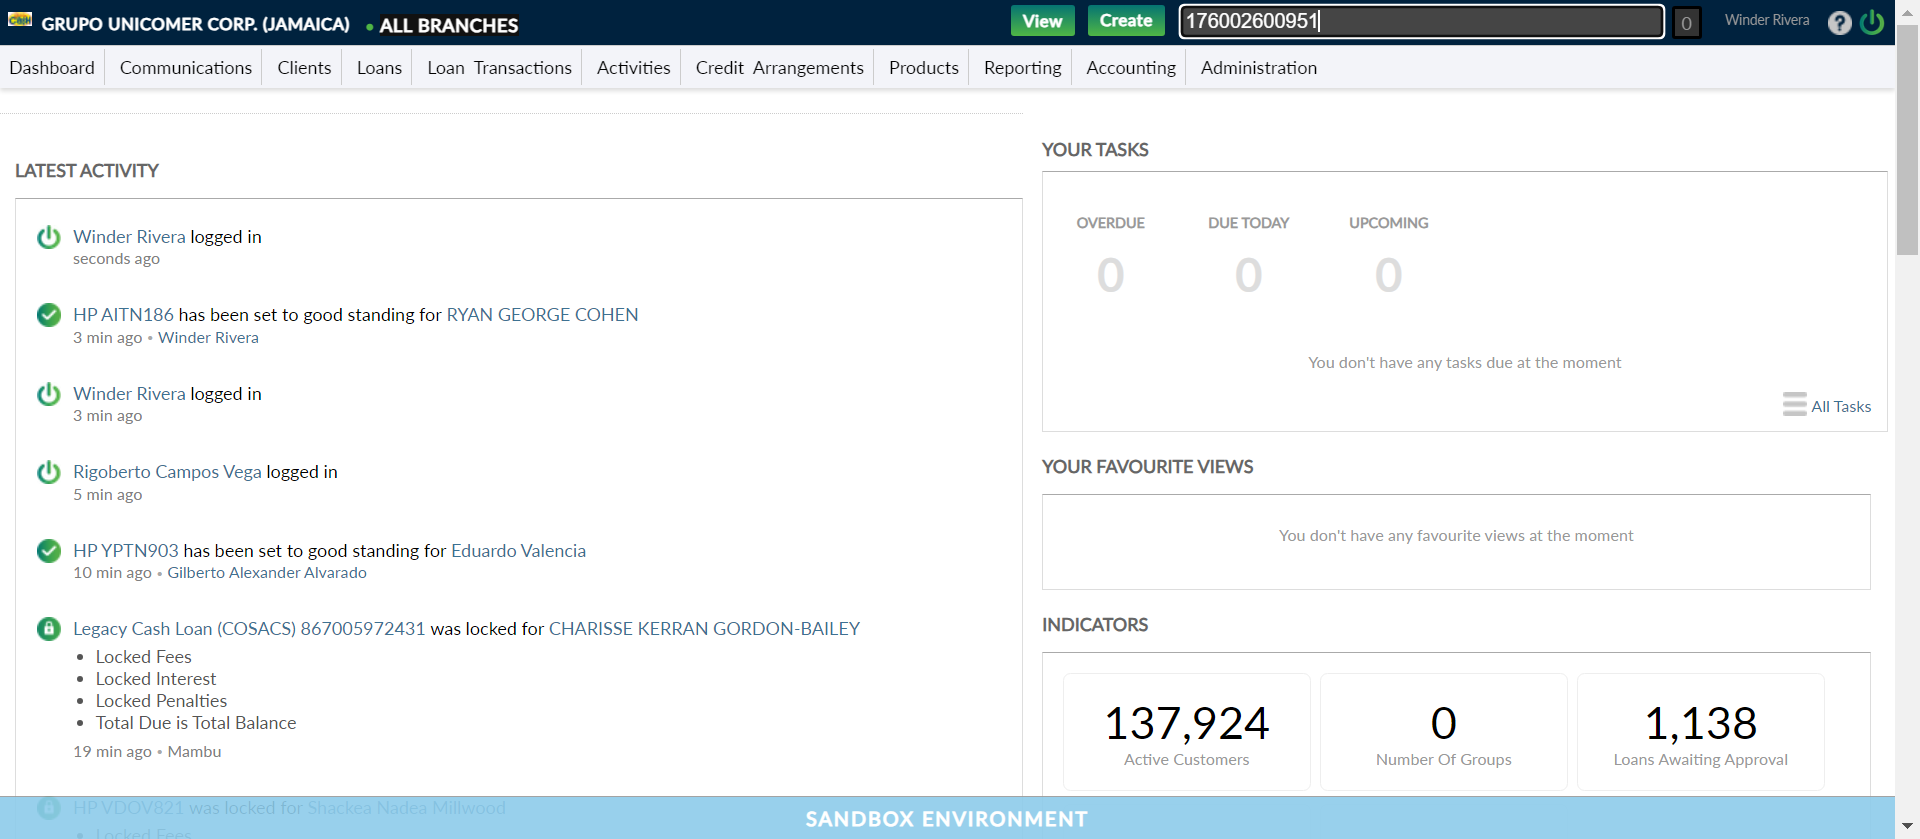 GRUPO UNICOMER CORP. (JAMAICA) • ALL BRANCHES View Create 176002600951 0 Winder Rivera ?
Dashboard Communications Clients Loans Loan Transactions Activities Credit Arrangements Products Reporting Accounting Administration
LATEST ACTIVITY
Winder Rivera logged in
seconds ago
HP AITN186 has been set to good standing for RYAN GEORGE COHEN
3 min ago • Winder Rivera
Winder Rivera logged in
3 min ago
Rigoberto Campos Vega logged in
5 min ago
HP YPTN903 has been set to good standing for Eduardo Valencia
10 min ago • Gilberto Alexander Alvarado
Legacy Cash Loan (COSACS) 867005972431 was locked for CHARISSE KERRAN GORDON-BAILEY
• Locked Fees
• Locked Interest
• Locked Penalties
• Total Due is Total Balance
19 min ago • Mambu
HP VDOV821 was locked for Shackea Nadea Millwood
• Locked Fees
YOUR TASKS
OVERDUE DUE TODAY UPCOMING
0 0 0
You don't have any tasks due at the moment
All Tasks
YOUR FAVOURITE VIEWS
You don't have any favourite views at the moment
INDICATORS
137,924 0 1,138
Active Customers Number Of Groups Loans Awaiting Approval
SANDBOX ENVIRONMENT